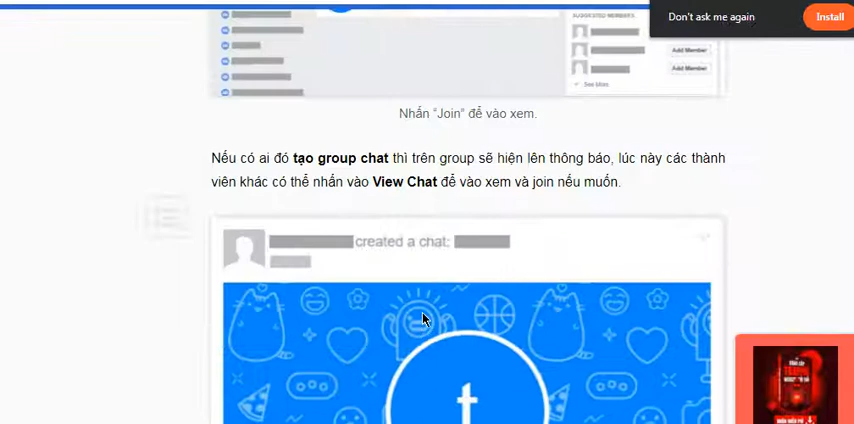 Don't ask me again
Install
SUGGESTED MEMBERS
Add Member
Add Member
See More
Nhấn “Join” để vào xem.
Nếu có ai đó tạo group chat thì trên group sẽ hiện lên thông báo, lúc này các thành
viên khác có thể nhấn vào View Chat để vào xem và join nếu muốn.
created a chat:
t